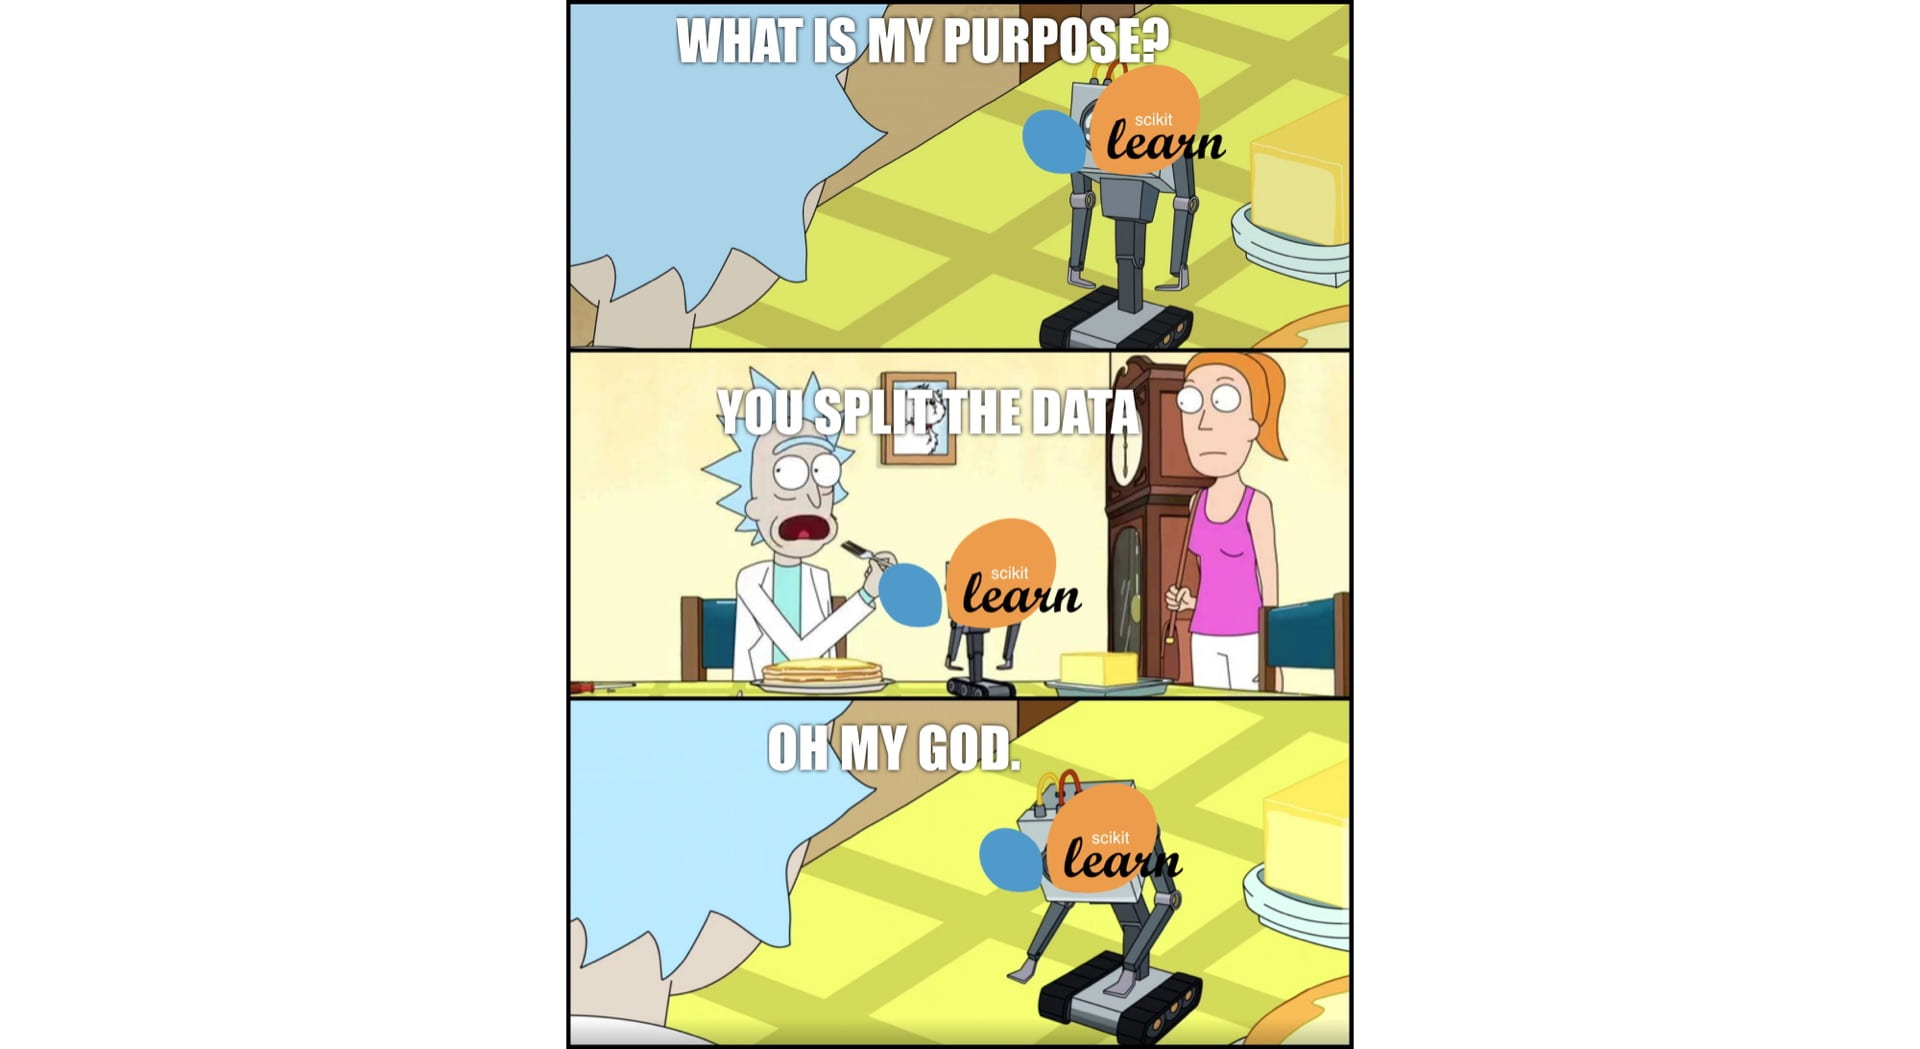 WHAT IS MY PURPOSE?
scikit
learn
YOU SPLIT THE DATA
scikit
learn
OH MY GOD.
scikit
learn